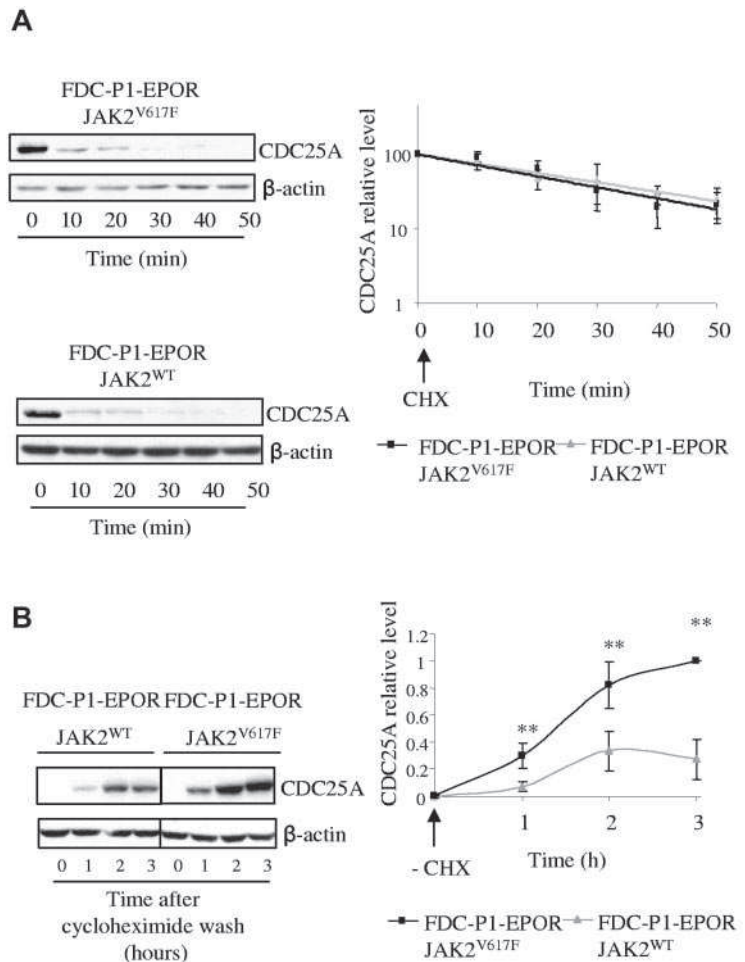 A
FDC-P1-EPOR
JAK2V617F
CDC25A
β-actin
0 10 20 30 40 50
Time (min)
FDC-P1-EPOR
JAK2WT
CDC25A
β-actin
0 10 20 30 40 50
Time (min)
CDC25A relative level
100
10
1
0 10 20 30 40 50
CHX
Time (min)
FDC-P1-EPOR
JAK2V617F
FDC-P1-EPOR
JAK2WT
B
FDC-P1-EPOR FDC-P1-EPOR
JAK2WT JAK2V617F
CDC25A
β-actin
0 1 2 3 0 1 2 3
Time after
cycloheximide wash
(hours)
CDC25A relative level
1.2
1
0.8
0.6
0.4
0.2
0
** ** **
1 2 3
- CHX
Time (h)
FDC-P1-EPOR
JAK2V617F
FDC-P1-EPOR
JAK2WT